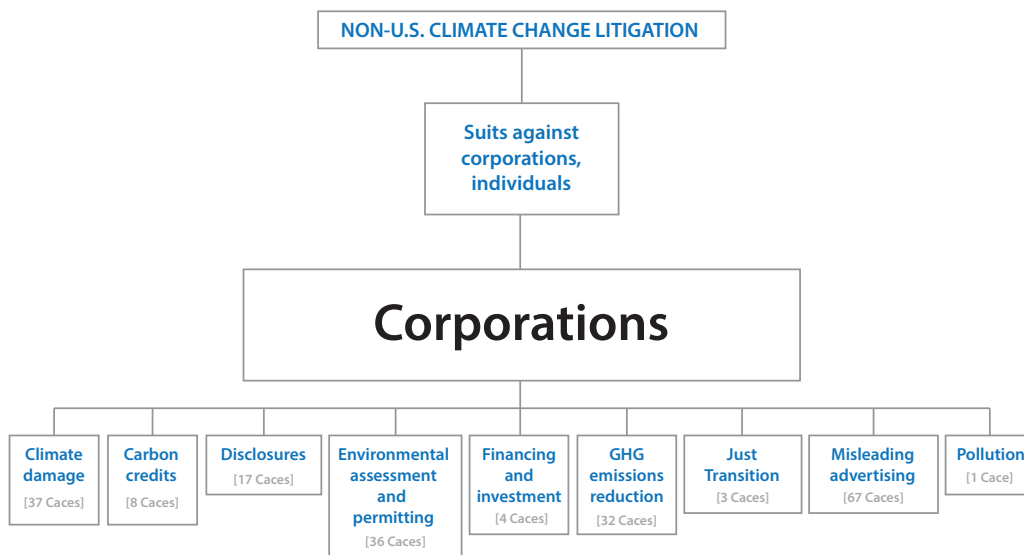 NON-U.S. CLIMATE CHANGE LITIGATION
Suits against
corporations,
individuals
Corporations
Climate
damage
[37 Caces]
Carbon
credits
[8 Caces]
Disclosures
[17 Caces]
Environmental
assessment
and
permitting
[36 Caces]
Financing
and
investment
[4 Caces]
GHG
emissions
reduction
[32 Caces]
Just
Transition
[3 Caces]
Misleading
advertising
[67 Caces]
Pollution
[1 Cace]